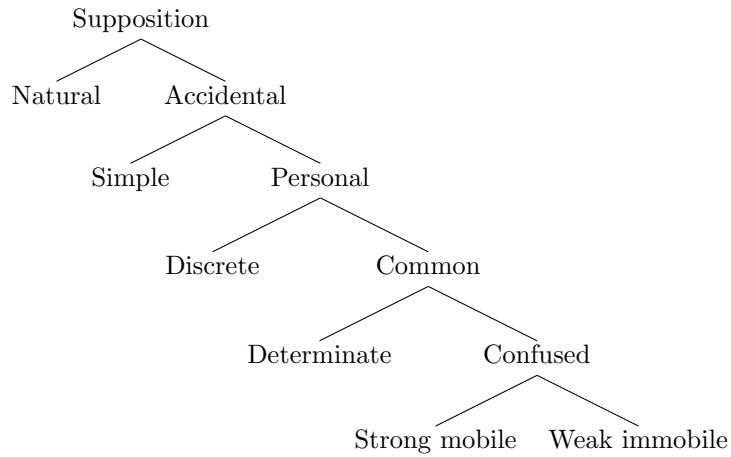 Supposition
Natural Accidental
Simple Personal
Discrete Common
Determinate Confused
Strong mobile Weak immobile